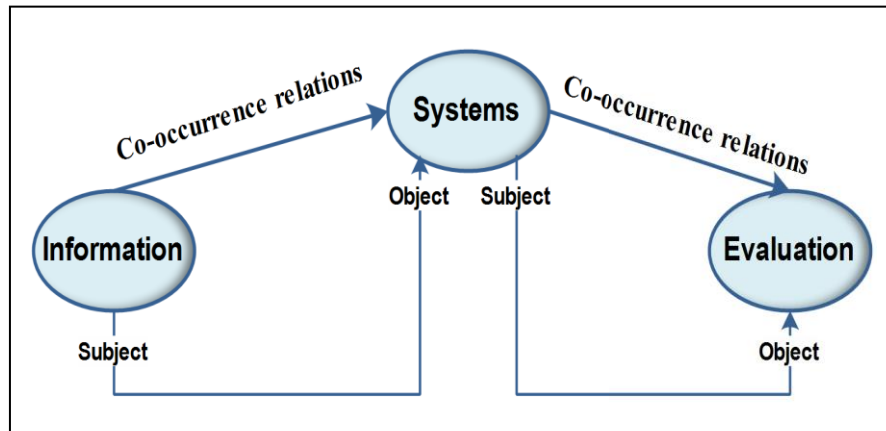 Co-occurrence relations
Systems
Co-occurrence relations
Object
Subject
Information
Evaluation
Subject
Object